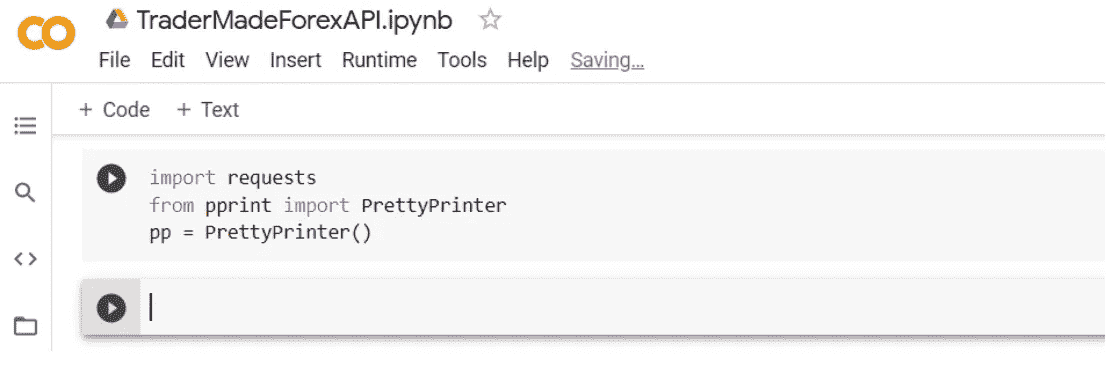 CO TraderMadeForexAPI.ipynb
File Edit View Insert Runtime Tools Help Saving...
+ Code + Text
import requests
from pprint import PrettyPrinter
pp = PrettyPrinter()